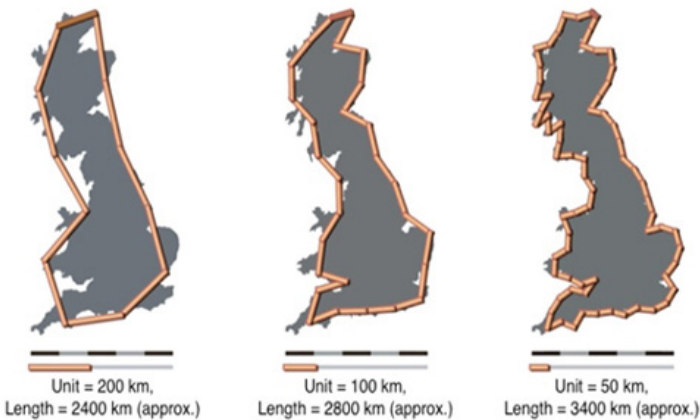 Unit = 200 km,
Length = 2400 km (approx.)
Unit = 100 km,
Length = 2800 km (approx.)
Unit = 50 km,
Length = 3400 km (approx.)